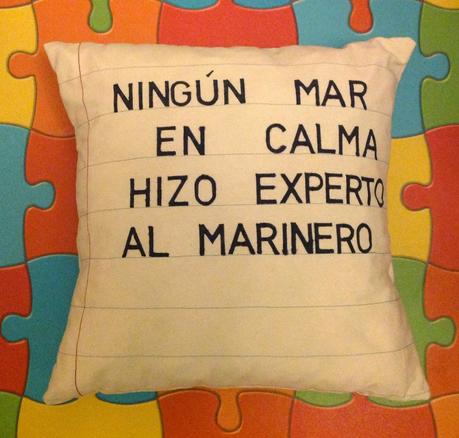 NINGÚN MAR
EN CALMA
HIZO EXPERTO
AL MARINERO